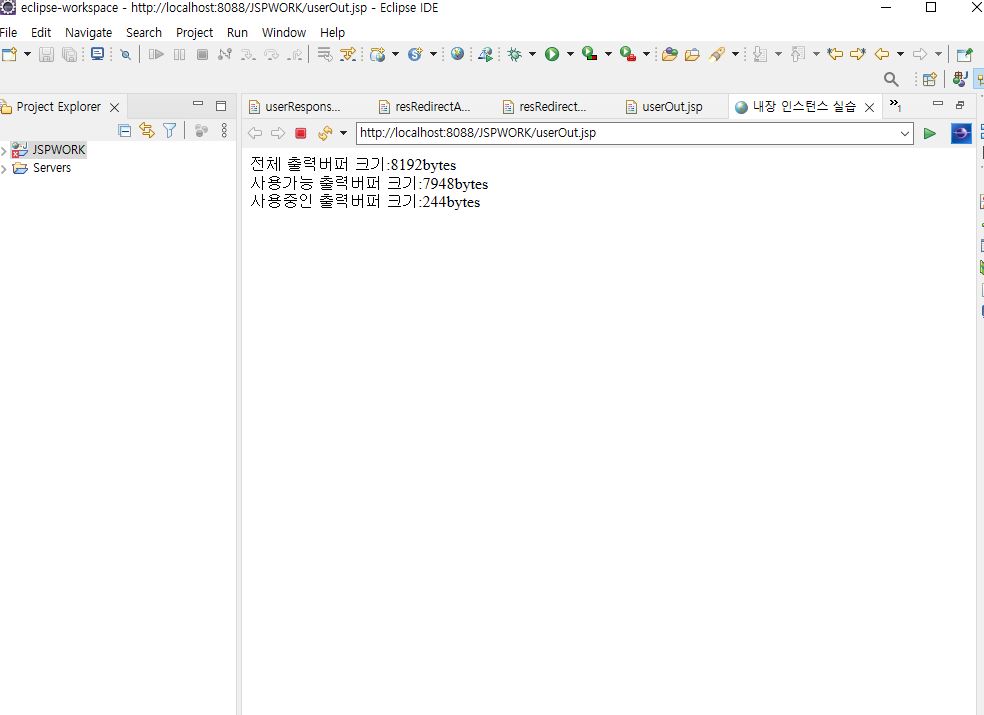 eclipse-workspace - http://localhost:8088/JSPWORK/userOut.jsp - Eclipse IDE
File Edit Navigate Search Project Run Window Help
Project Explorer
userRespons... resRedirectA... resRedirect... userOut.jsp 내장 인스턴스 실습 »1
http://localhost:8088/JSPWORK/userOut.jsp
JSPWORK
Servers
전체 출력버퍼 크기:8192bytes
사용가능 출력버퍼 크기:7948bytes
사용중인 출력버퍼 크기:244bytes